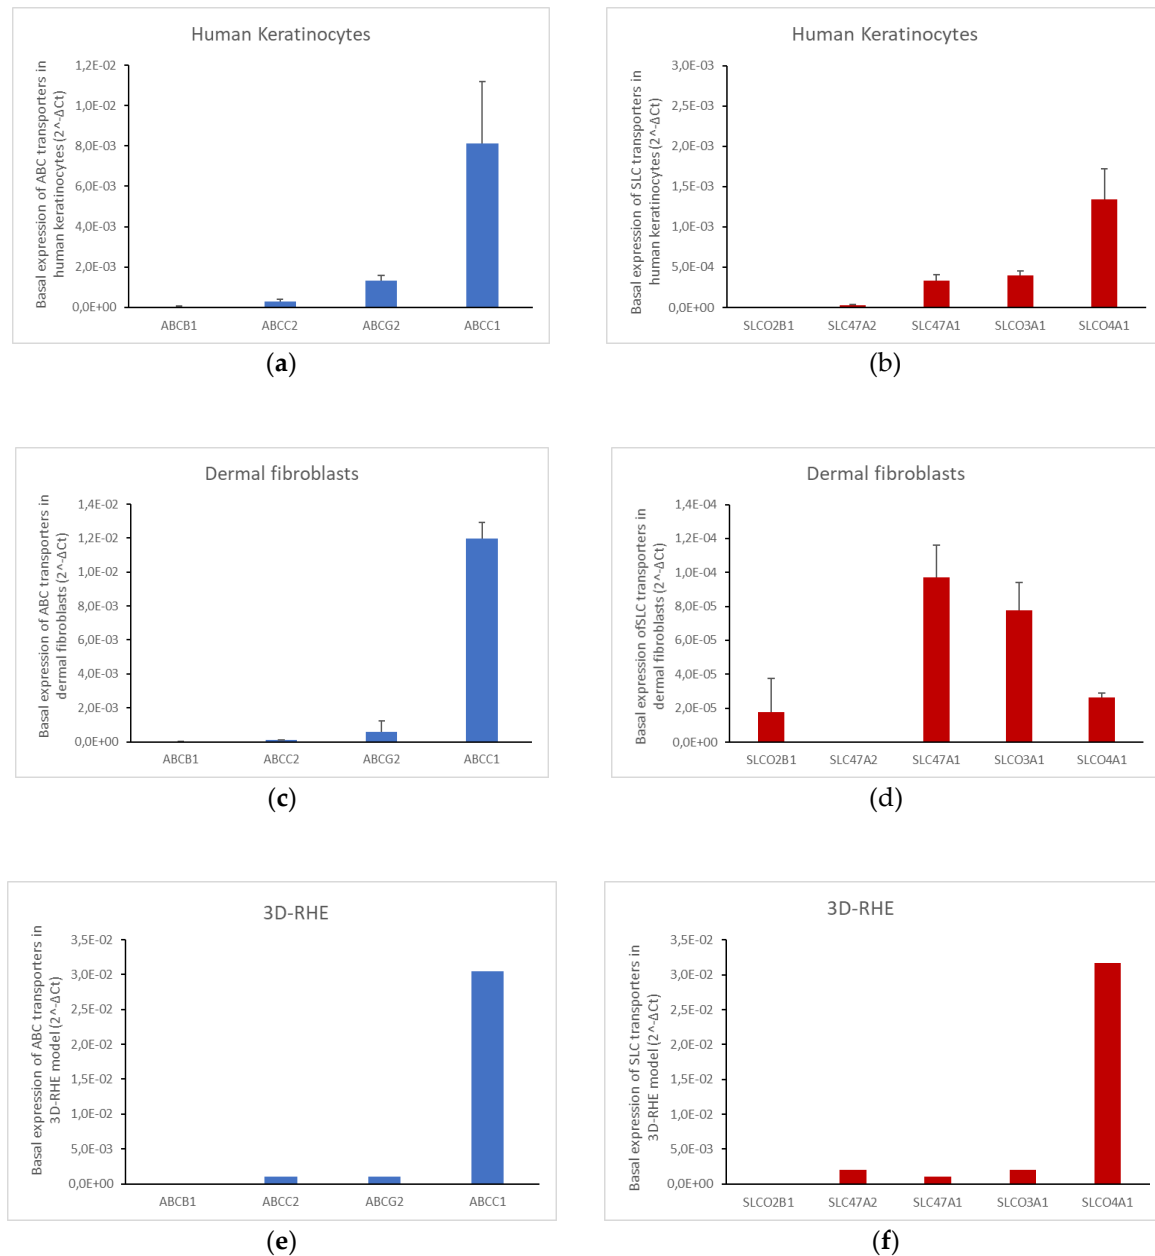 Human Keratinocytes
Basal expression of ABC transporters in
human keratinocytes (2^-ΔCt)
1,2E-02
1,0E-02
8,0E-03
6,0E-03
4,0E-03
2,0E-03
0,0E+00
ABCB1 ABCC2 ABCG2 ABCC1
(a)
Human Keratinocytes
Basal expression of SLC transporters in
human keratinocytes (2^-ΔCt)
3,0E-03
2,5E-03
2,0E-03
1,5E-03
1,0E-03
5,0E-04
0,0E+00
SLCO2B1 SLC47A2 SLC47A1 SLCO3A1 SLCO4A1
(b)
Dermal fibroblasts
Basal expression of ABC transporters in
dermal fibroblasts (2^-ΔCt)
1,4E-02
1,2E-02
1,0E-02
8,0E-03
6,0E-03
4,0E-03
2,0E-03
0,0E+00
ABCB1 ABCC2 ABCG2 ABCC1
(c)
Dermal fibroblasts
Basal expression ofSLC transporters in
dermal fibroblasts (2^-ΔCt)
1,4E-04
1,2E-04
1,0E-04
8,0E-05
6,0E-05
4,0E-05
2,0E-05
0,0E+00
SLCO2B1 SLC47A2 SLC47A1 SLCO3A1 SLCO4A1
(d)
3D-RHE
Basal expression of ABC transporters in
3D-RHE model (2^-ΔCt)
3,5E-02
3,0E-02
2,5E-02
2,0E-02
1,5E-02
1,0E-02
5,0E-03
0,0E+00
ABCB1 ABCC2 ABCG2 ABCC1
(e)
3D-RHE
Basal expression of SLC transporters in
3D-RHE model (2^-ΔCt)
3,5E-02
3,0E-02
2,5E-02
2,0E-02
1,5E-02
1,0E-02
5,0E-03
0,0E+00
SLCO2B1 SLC47A2 SLC47A1 SLCO3A1 SLCO4A1
(f)